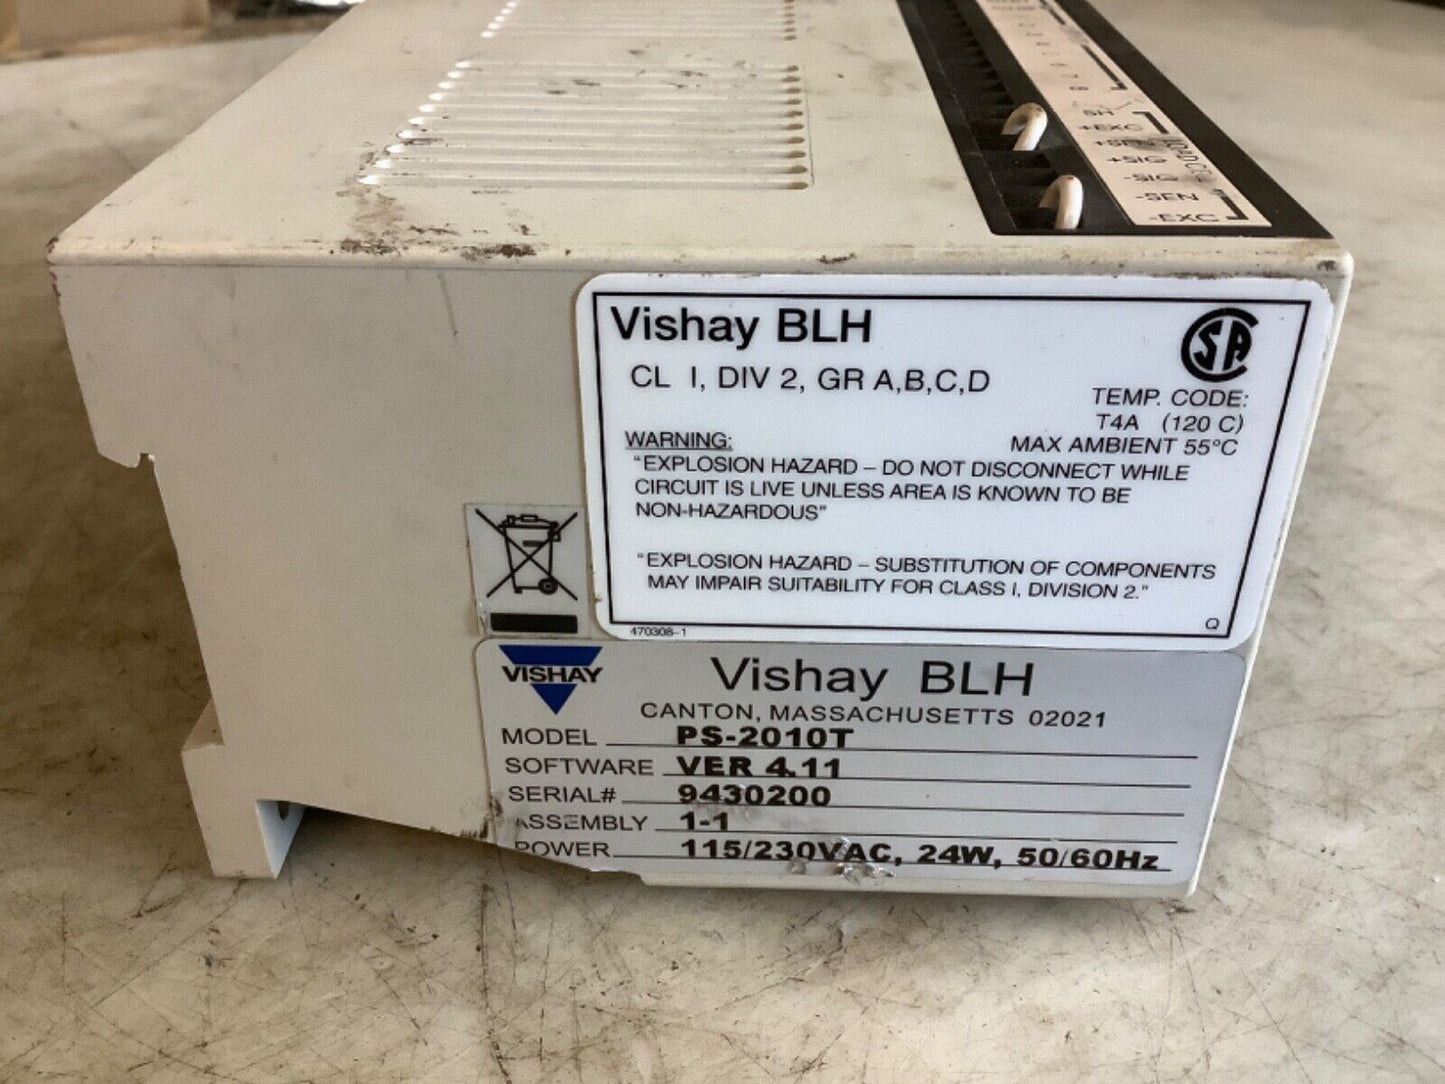 8
SH
+EXC
+SEN
+SIG
-SIG
-SEN
-EXC
Vishay BLH
SA
CL I, DIV 2, GR A,B,C,D
TEMP. CODE:
T4A (120 C)
MAX AMBIENT 55°C
WARNING:
"EXPLOSION HAZARD – DO NOT DISCONNECT WHILE
CIRCUIT IS LIVE UNLESS AREA IS KNOWN TO BE
NON-HAZARDOUS"
"EXPLOSION HAZARD – SUBSTITUTION OF COMPONENTS
MAY IMPAIR SUITABILITY FOR CLASS I, DIVISION 2."
470308-1
Q
VISHAY
Vishay BLH
CANTON, MASSACHUSETTS 02021
MODEL PS-2010T
SOFTWARE VER 4.11
SERIAL# 9430200
ASSEMBLY 1-1
POWER 115/230VAC, 24W, 50/60Hz